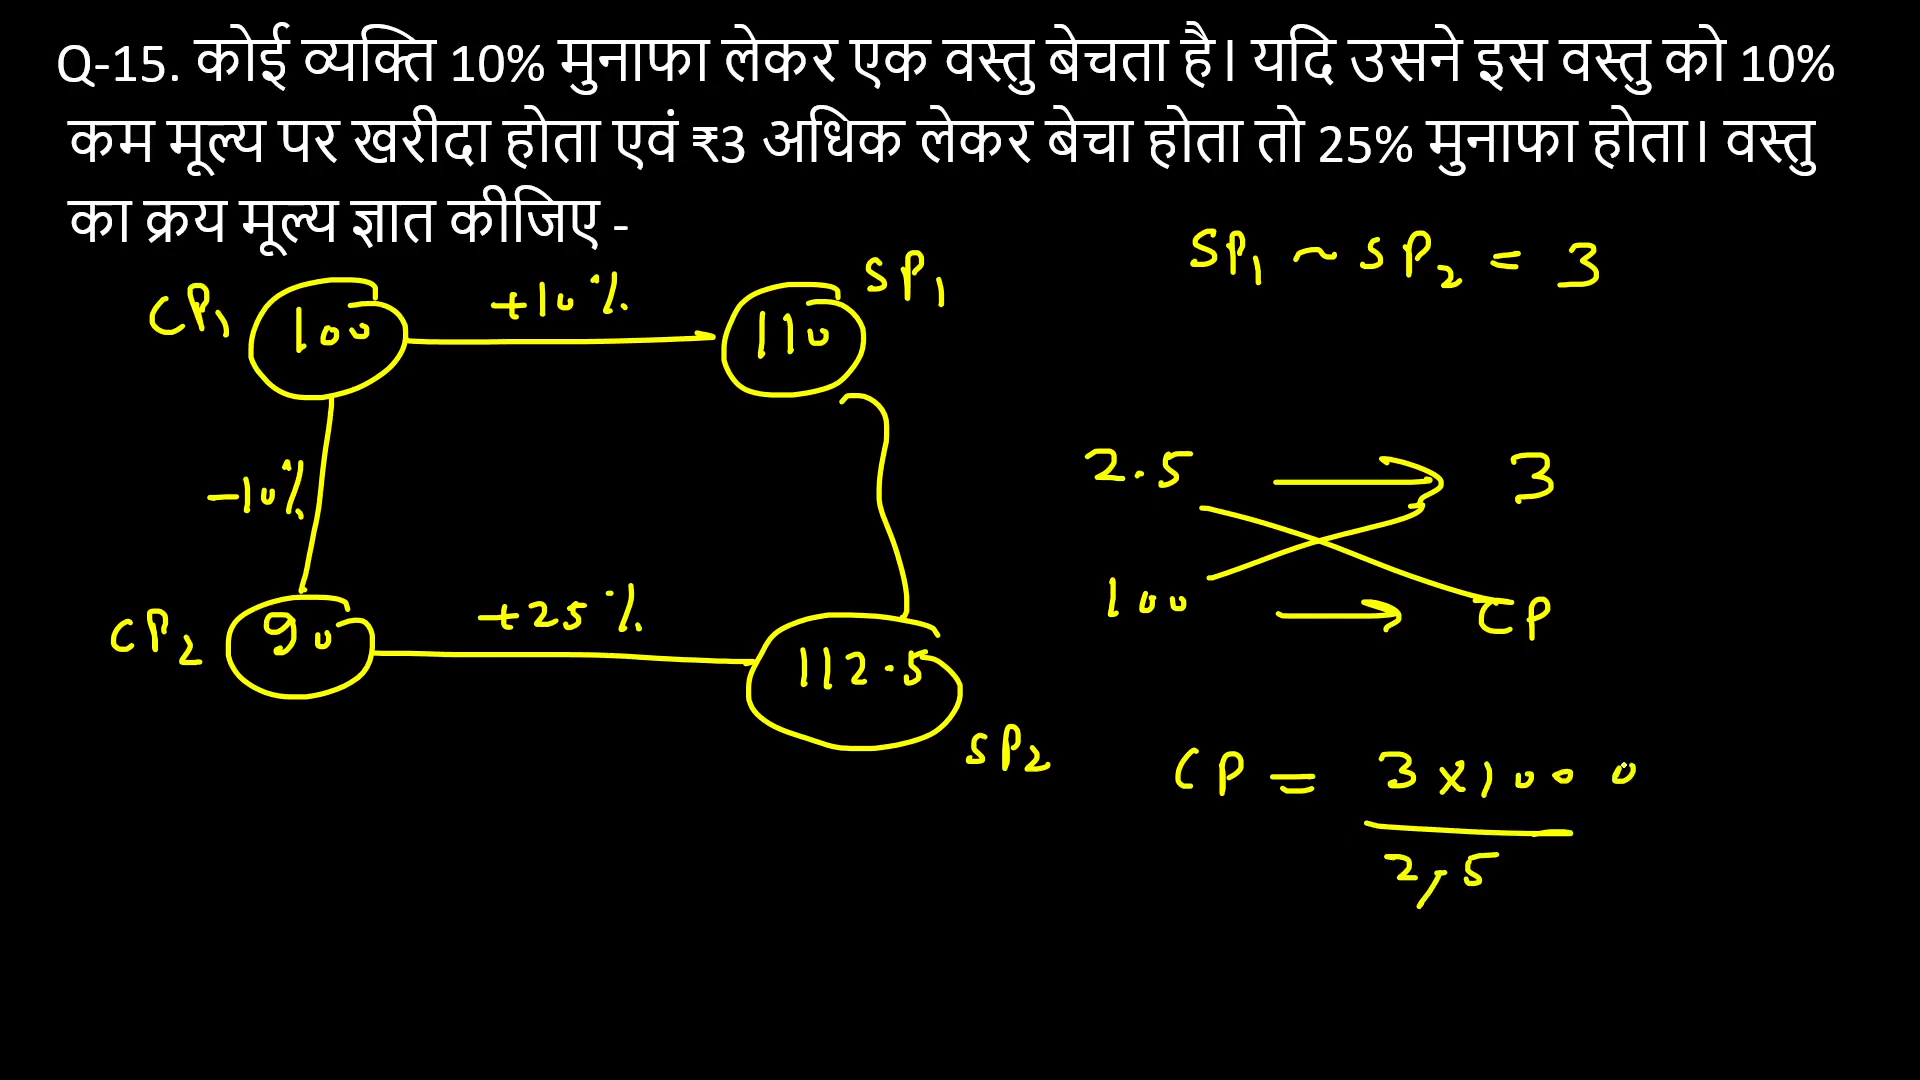 Q-15. कोई व्यक्ति 10% मुनाफा लेकर एक वस्तु बेचता है। यदि उसने इस वस्तु को 10%
कम मूल्य पर खरीदा होता एवं ₹3 अधिक लेकर बेचा होता तो 25% मुनाफा होता। वस्तु
का क्रय मूल्य ज्ञात कीजिए -
SP₁ ~ SP₂ = 3
CP₁ 100 +10% 110 SP₁
2.5 → 3
-10%
100 → CP
CP₂ 90 +25% 112.5 SP₂
CP = 3×100 0
2,5